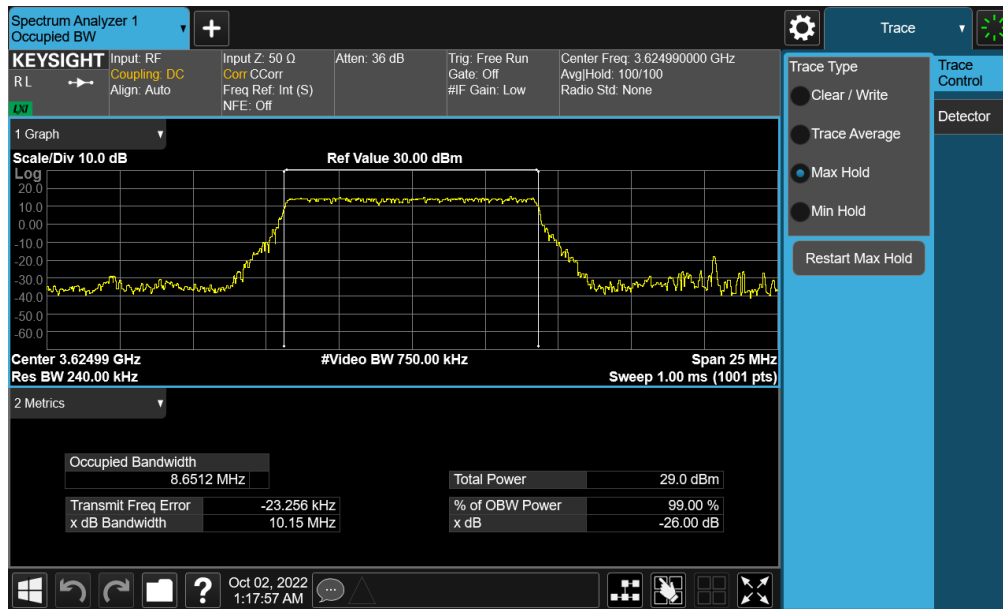 Spectrum Analyzer 1
Occupied BW
Trace
KEYSIGHT
R L
LXI
Input: RF
Coupling: DC
Align: Auto
Input Z: 50 Ω
Corr CCorr
Freq Ref: Int (S)
NFE: Off
Atten: 36 dB
Trig: Free Run
Gate: Off
#IF Gain: Low
Center Freq: 3.624990000 GHz
Avg|Hold: 100/100
Radio Std: None
Trace Type
Clear / Write
Trace Average
Max Hold
Min Hold
Restart Max Hold
Trace
Control
Detector
1 Graph
Scale/Div 10.0 dB
Ref Value 30.00 dBm
Log
20.0
10.0
0.00
-10.0
-20.0
-30.0
-40.0
-50.0
-60.0
Center 3.62499 GHz
#Video BW 750.00 kHz
Span 25 MHz
Res BW 240.00 kHz
Sweep 1.00 ms (1001 pts)
2 Metrics
Occupied Bandwidth
8.6512 MHz
Total Power 29.0 dBm
Transmit Freq Error -23.256 kHz
% of OBW Power 99.00 %
x dB Bandwidth 10.15 MHz
x dB -26.00 dB
Oct 02, 2022
1:17:57 AM